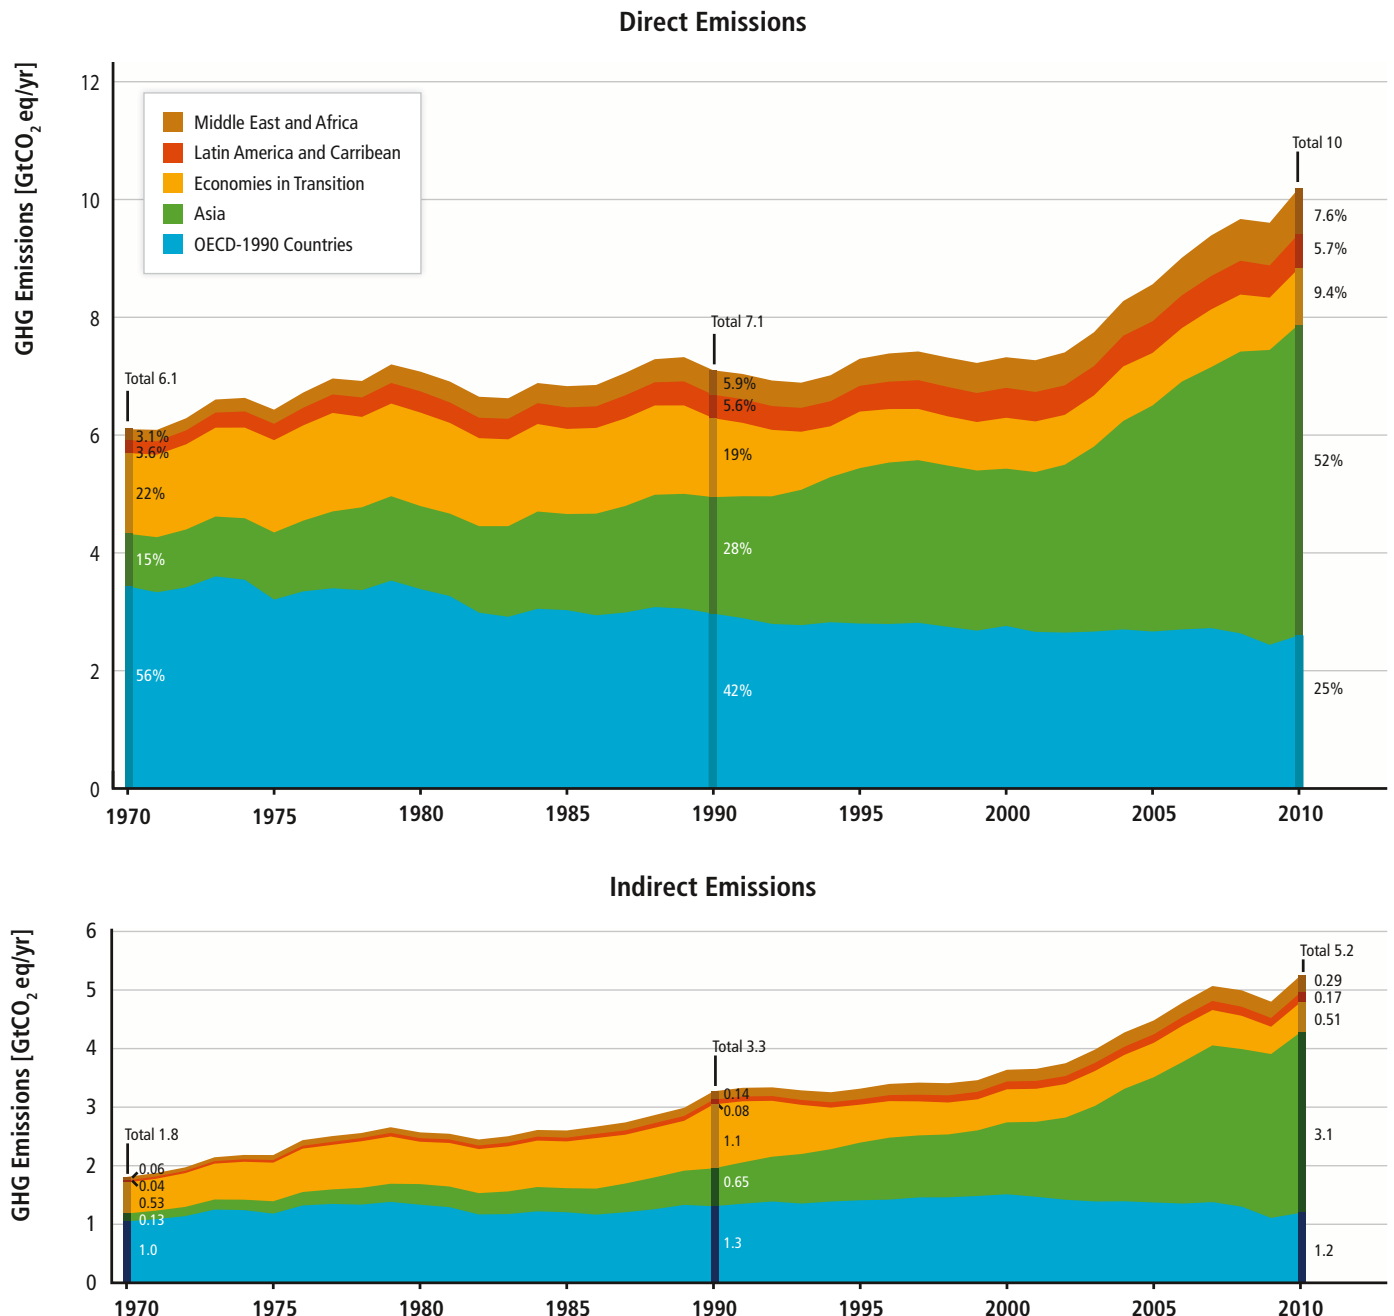 Direct Emissions
GHG Emissions [GtCO2 eq/yr]
12
10
8
6
4
2
0
Middle East and Africa
Latin America and Carribean
Economies in Transition
Asia
OECD-1990 Countries
Total 6.1
3.1%
3.6%
22%
15%
56%
Total 7.1
5.9%
5.6%
19%
28%
42%
Total 10
7.6%
5.7%
9.4%
52%
25%
1970 1975 1980 1985 1990 1995 2000 2005 2010
Indirect Emissions
GHG Emissions [GtCO2 eq/yr]
6
5
4
3
2
1
0
Total 1.8
0.06
0.04
0.53
0.13
1.0
Total 3.3
0.14
0.08
1.1
0.65
1.3
Total 5.2
0.29
0.17
0.51
3.1
1.2
1970 1975 1980 1985 1990 1995 2000 2005 2010